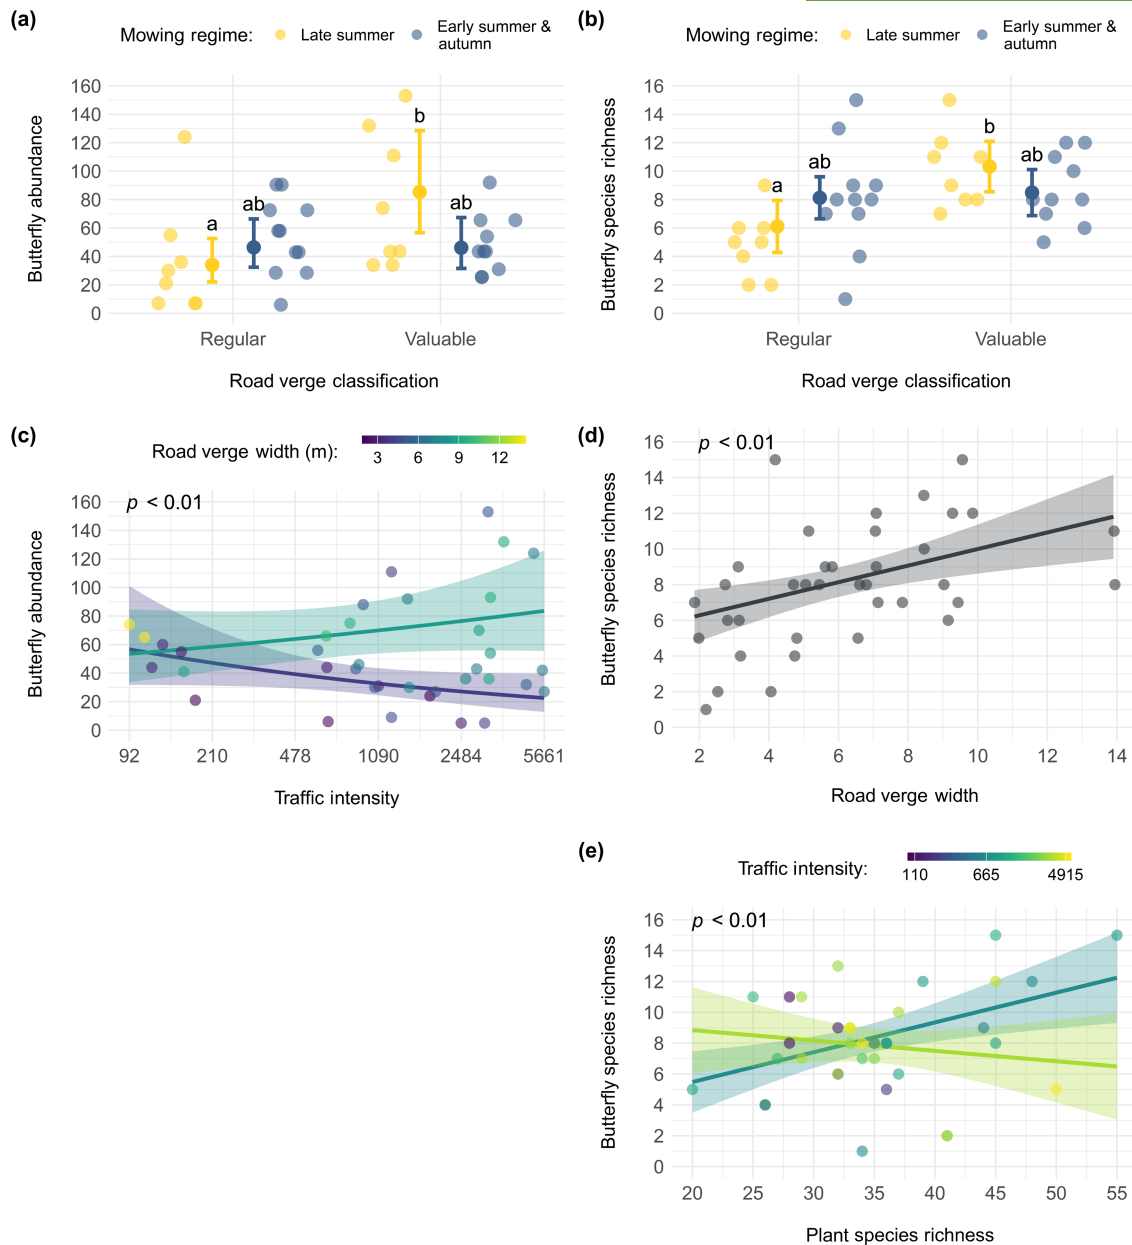 (a)
Mowing regime:
Late summer
Early summer &
autumn
Butterfly abundance
160
140
120
100
80
60
40
20
0
a
ab
b
ab
Regular
Valuable
Road verge classification
(b)
Mowing regime:
Late summer
Early summer &
autumn
Butterfly species richness
16
14
12
10
8
6
4
2
0
a
ab
b
ab
Regular
Valuable
Road verge classification
(c)
Road verge width (m):
3 6 9 12
p < 0.01
Butterfly abundance
160
140
120
100
80
60
40
20
0
92 210 478 1090 2484 5661
Traffic intensity
(d)
p < 0.01
Butterfly species richness
16
14
12
10
8
6
4
2
0
2 4 6 8 10 12 14
Road verge width
(e)
Traffic intensity:
110 665 4915
p < 0.01
Butterfly species richness
16
14
12
10
8
6
4
2
0
20 25 30 35 40 45 50 55
Plant species richness